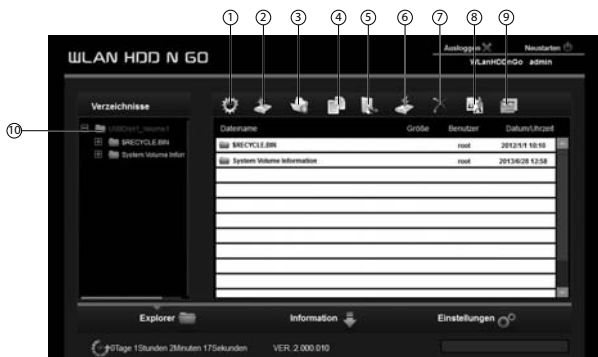 ① ② ③ ④ ⑤ ⑥ ⑦ ⑧ ⑨
WLAN HDD N GO
Ausloggen Neustarten
WLanHDDnGo admin
Verzeichnisse
⑩
USBDisk1_Volume1
$RECYCLE.BIN
System Volume Infor
Dateiname Größe Benutzer Datum/Uhrzeit
$RECYCLE.BIN root 2012/1/1 10:10
System Volume Information root 2013/6/28 12:58
Explorer Information Einstellungen
0Tage 1Stunden 2Minuten 17Sekunden VER. :2.000.010